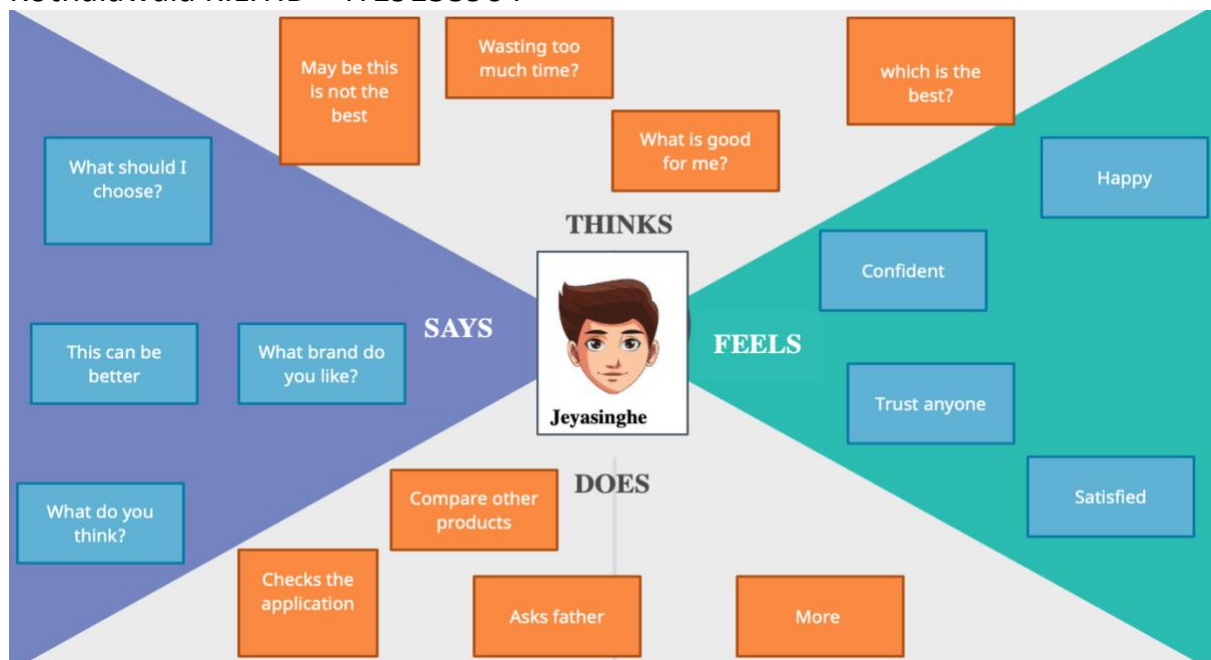 May be this
is not the
best
Wasting too
much time?
What is good
for me?
which is the
best?
What should I
choose?
This can be
better
What brand do
you like?
What do you
think?
THINKS
SAYS
FEELS
DOES
Jeyasinghe
Happy
Confident
Trust anyone
Satisfied
Compare other
products
Checks the
application
Asks father
More